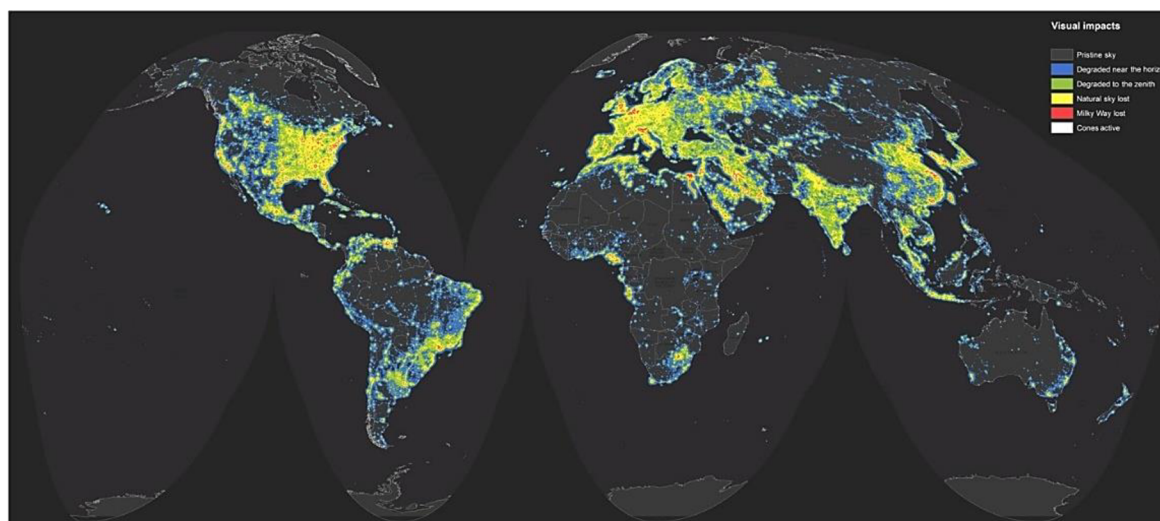 Visual impacts
Pristine sky
Degraded near the horiz
Degraded to the zenith
Natural sky lost
Milky Way lost
Cones active